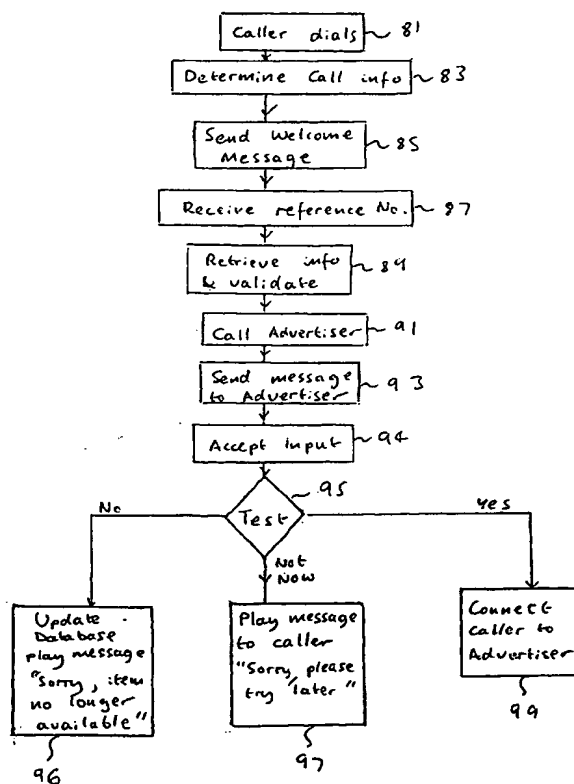 Caller dials 81
Determine Call info 83
Send Welcome
Message 85
Receive reference No. 87
Retrieve info
& validate 89
Call Advertiser 91
Send message
to Advertiser 93
Accept Input 94
Test 95
No
Not
Now
Yes
Update
Database
play message
"Sorry, item
no longer
available"
96
Play message
to caller
"Sorry, please
try later"
97
Connect
Caller to
Advertiser
99